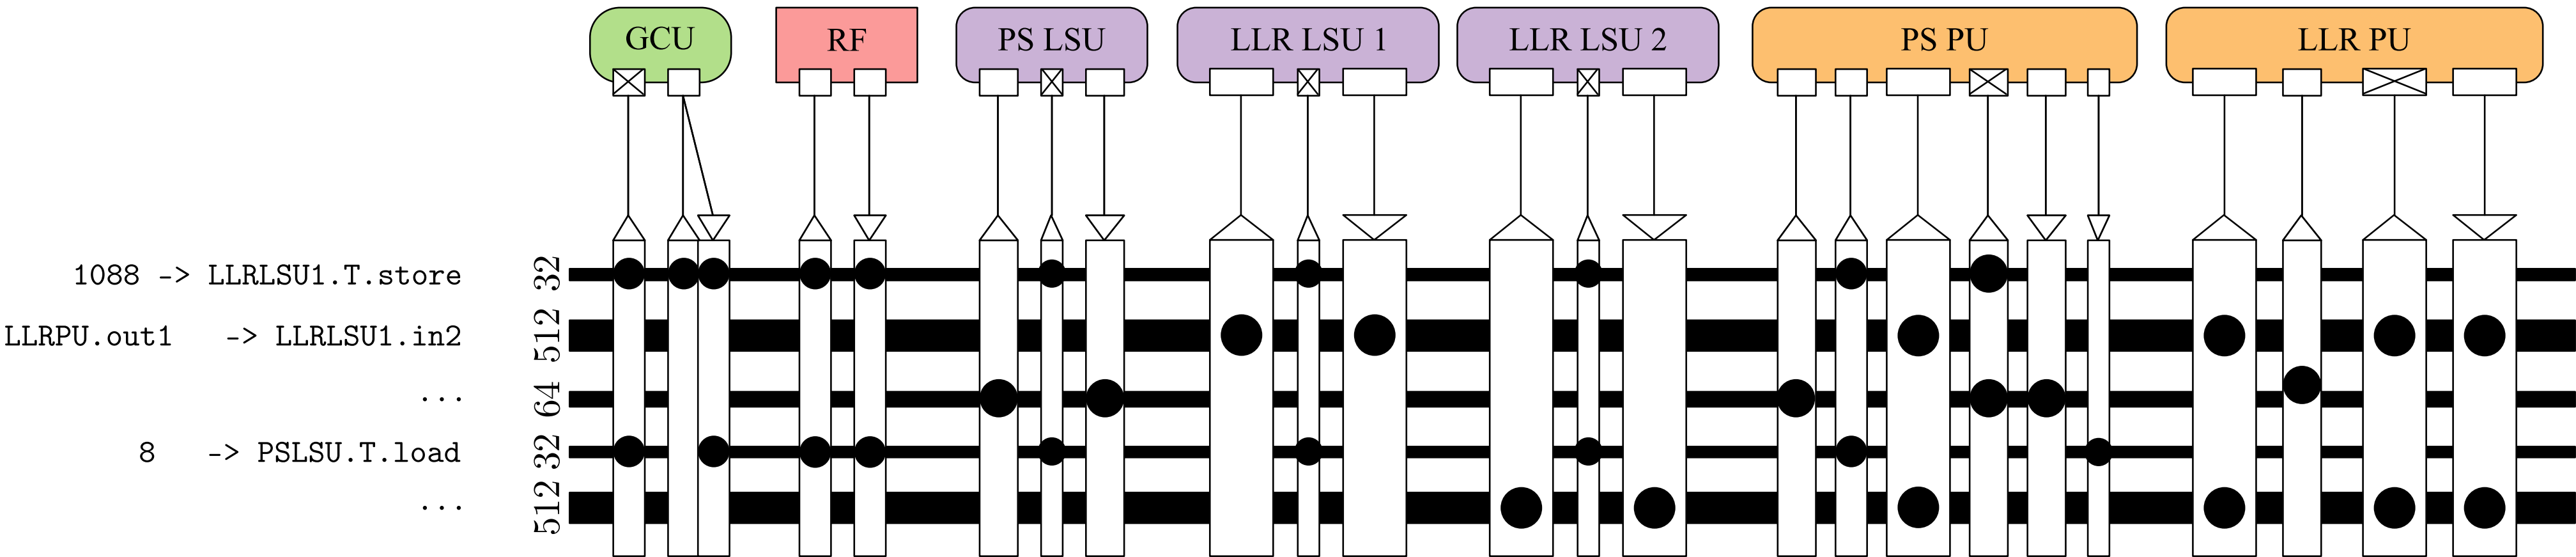 GCU RF PS LSU LLR LSU 1 LLR LSU 2 PS PU LLR PU
1088 -> LLRLSU1.T.store 32
LLRPU.out1 -> LLRLSU1.in2 512
... 64
8 -> PSLSU.T.load 32
... 512